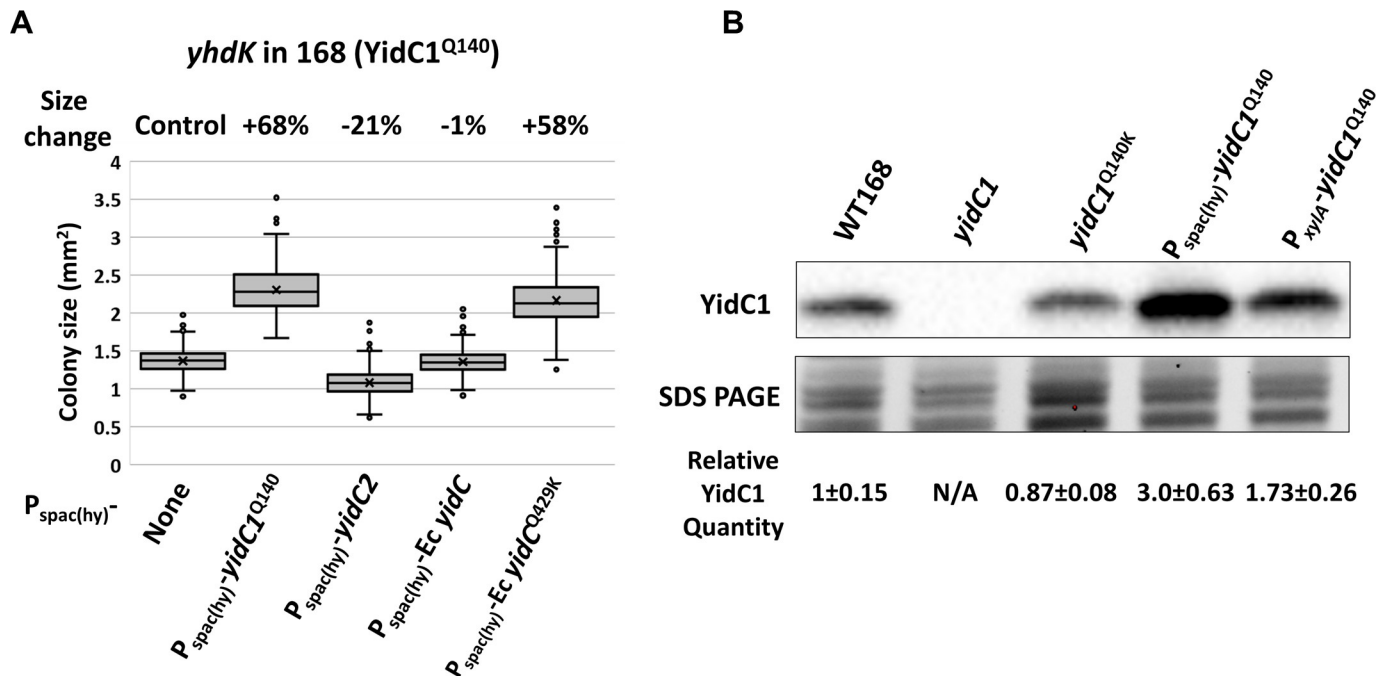 A
yhdK in 168 (YidC1Q140)
Size
change
Control +68% -21% -1% +58%
4
3.5
3
2.5
2
1.5
1
0.5
0
Colony size (mm2)
Pspac(hy)-
None
Pspac(hy)-yidC1Q140
Pspac(hy)-yidC2
Pspac(hy)-Ec yidC
Pspac(hy)-Ec yidCQ429K
B
WT168
yidC1
yidC1Q140K
Pspac(hy)-yidC1Q140
PxylA-yidC1Q140
YidC1
SDS PAGE
Relative
YidC1
Quantity
1±0.15 N/A 0.87±0.08 3.0±0.63 1.73±0.26